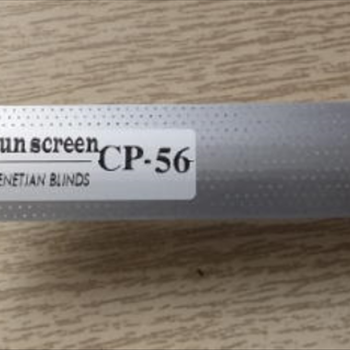 un screen
CP-56
ENETIAN BLINDS